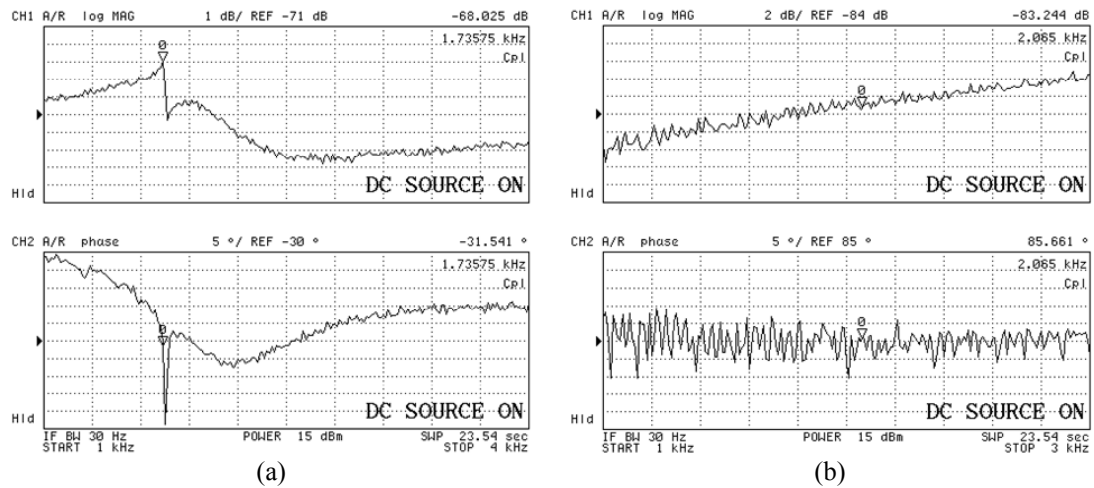 CH1 A/R log MAG 1 dB/ REF -71 dB -68.025 dB
0
1.73575 kHz
Cpl
Hld
DC SOURCE ON
CH2 A/R phase 5 °/ REF -30 ° -31.541 °
1.73575 kHz
Cpl
0
Hld
DC SOURCE ON
IF BW 30 Hz POWER 15 dBm SWP 23.54 sec
START 1 kHz STOP 4 kHz
(a)
CH1 A/R log MAG 2 dB/ REF -84 dB -83.244 dB
2.065 kHz
Cpl
0
Hld
DC SOURCE ON
CH2 A/R phase 5 °/ REF 85 ° 85.661 °
2.065 kHz
Cpl
0
Hld
DC SOURCE ON
IF BW 30 Hz POWER 15 dBm SWP 23.54 sec
START 1 kHz STOP 3 kHz
(b)